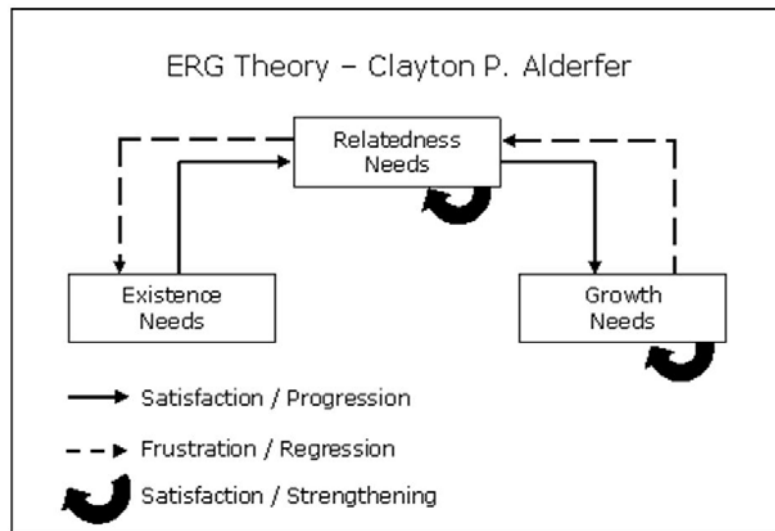 ERG Theory – Clayton P. Alderfer
Relatedness
Needs
Existence
Needs
Growth
Needs
Satisfaction / Progression
Frustration / Regression
Satisfaction / Strengthening